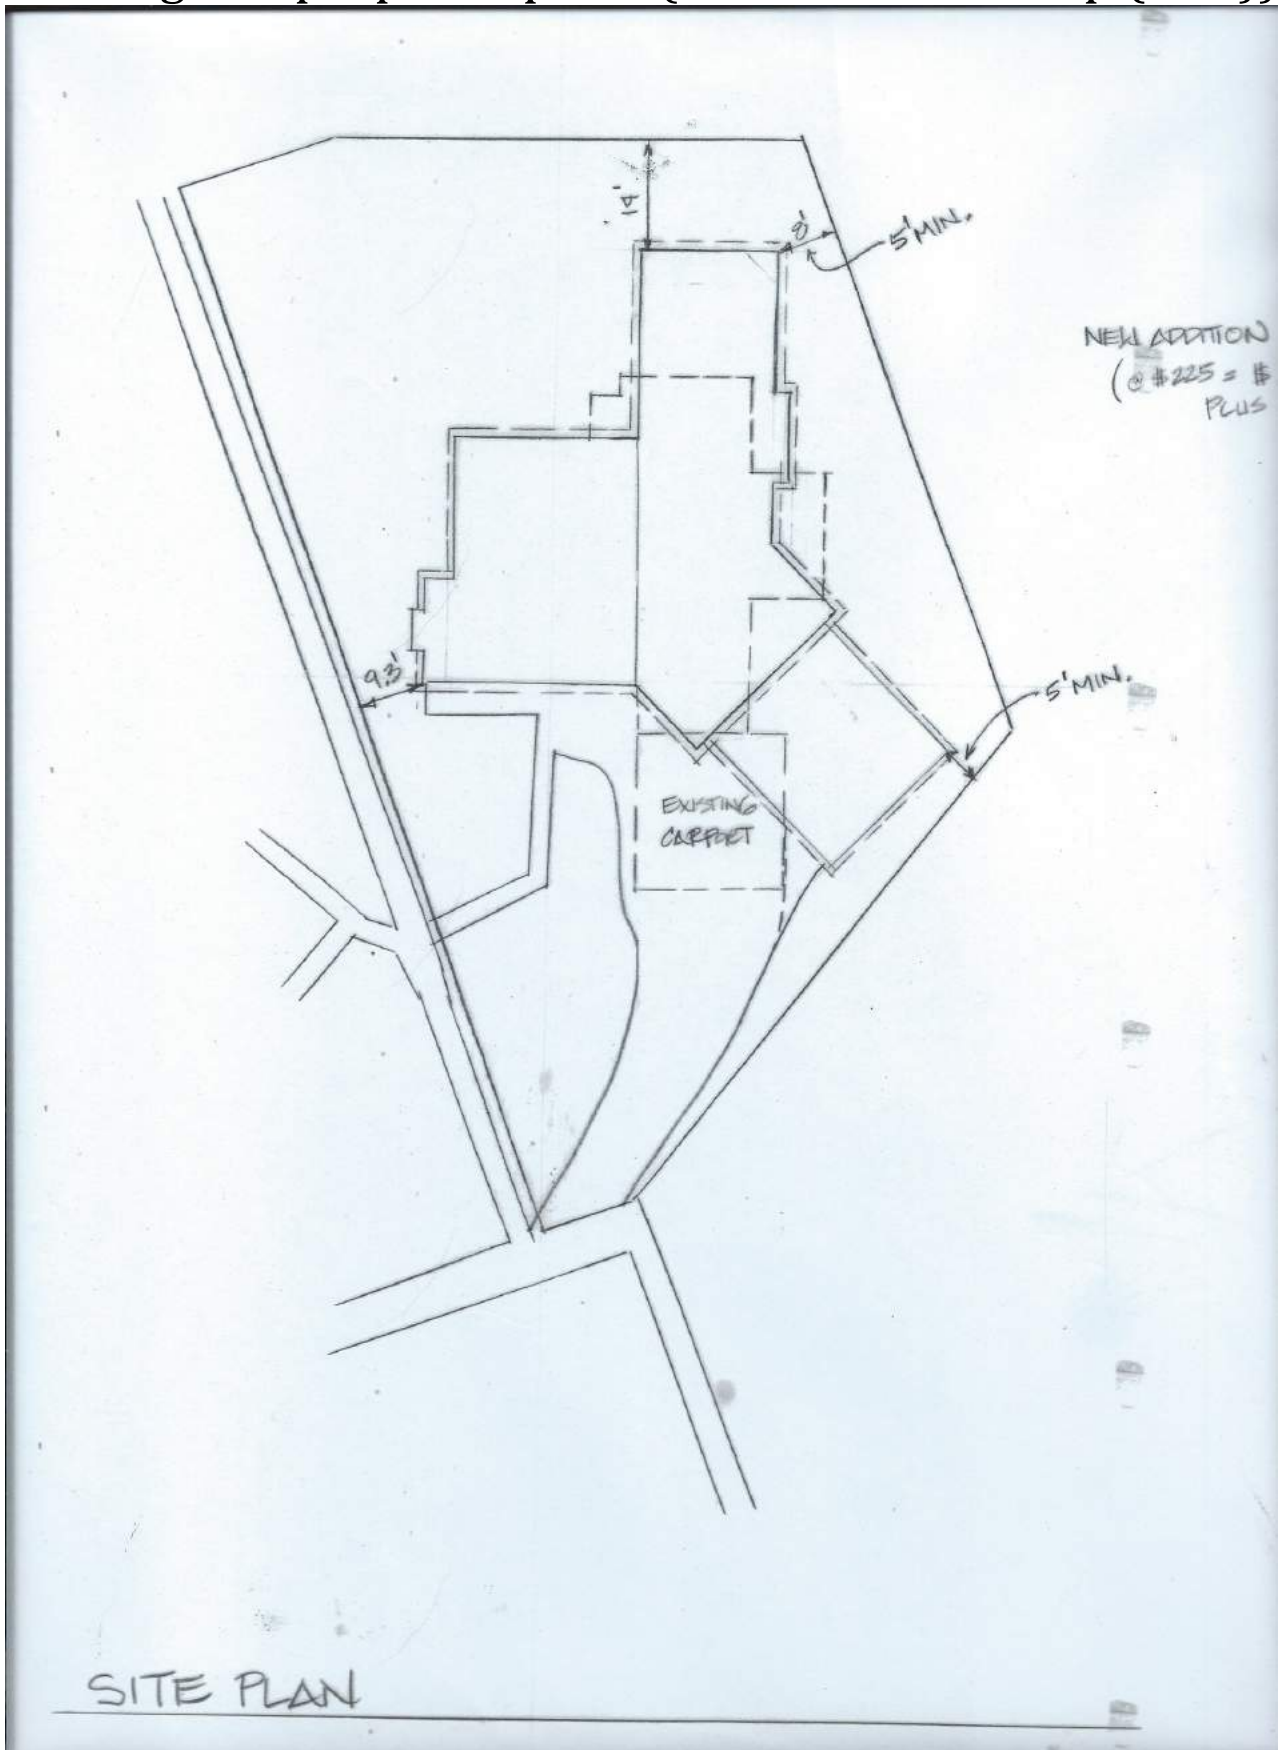 14'
8'
5' MIN.
NEW ADDITION
(@ $225 = $
PLUS
9.3'
5' MIN.
EXISTING
CARPORT
SITE PLAN